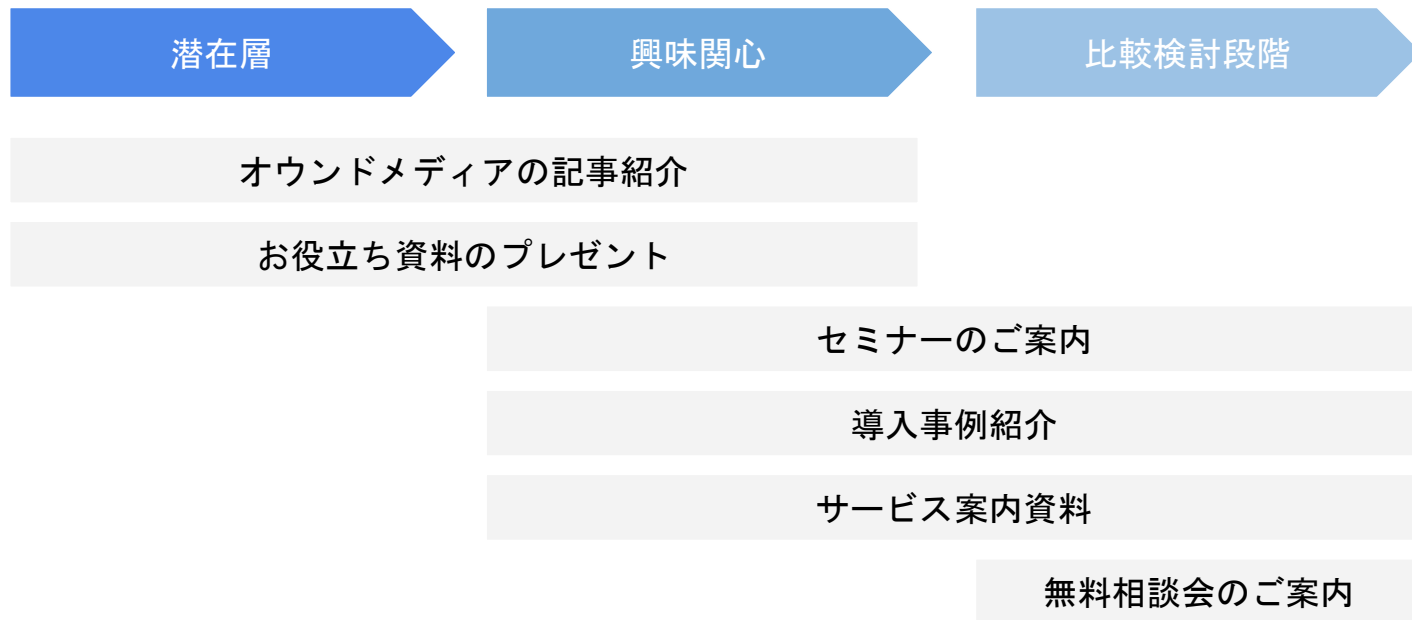 潜在層
興味関心
比較検討段階
オウンドメディアの記事紹介
お役立ち資料のプレゼント
セミナーのご案内
導入事例紹介
サービス案内資料
無料相談会のご案内